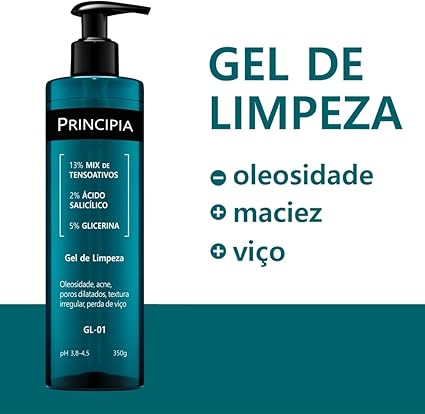 PRINCIPIA
13% MIX DE
TENSOATIVOS
2% ÁCIDO
SALICÍLICO
5% GLICERINA
Gel de Limpeza
Oleosidade, acne,
poros dilatados, textura
irregular, perda de viço
GL-01
pH 3,8-4,5 350g
GEL DE
LIMPEZA
oleosidade
+ maciez
+ viço